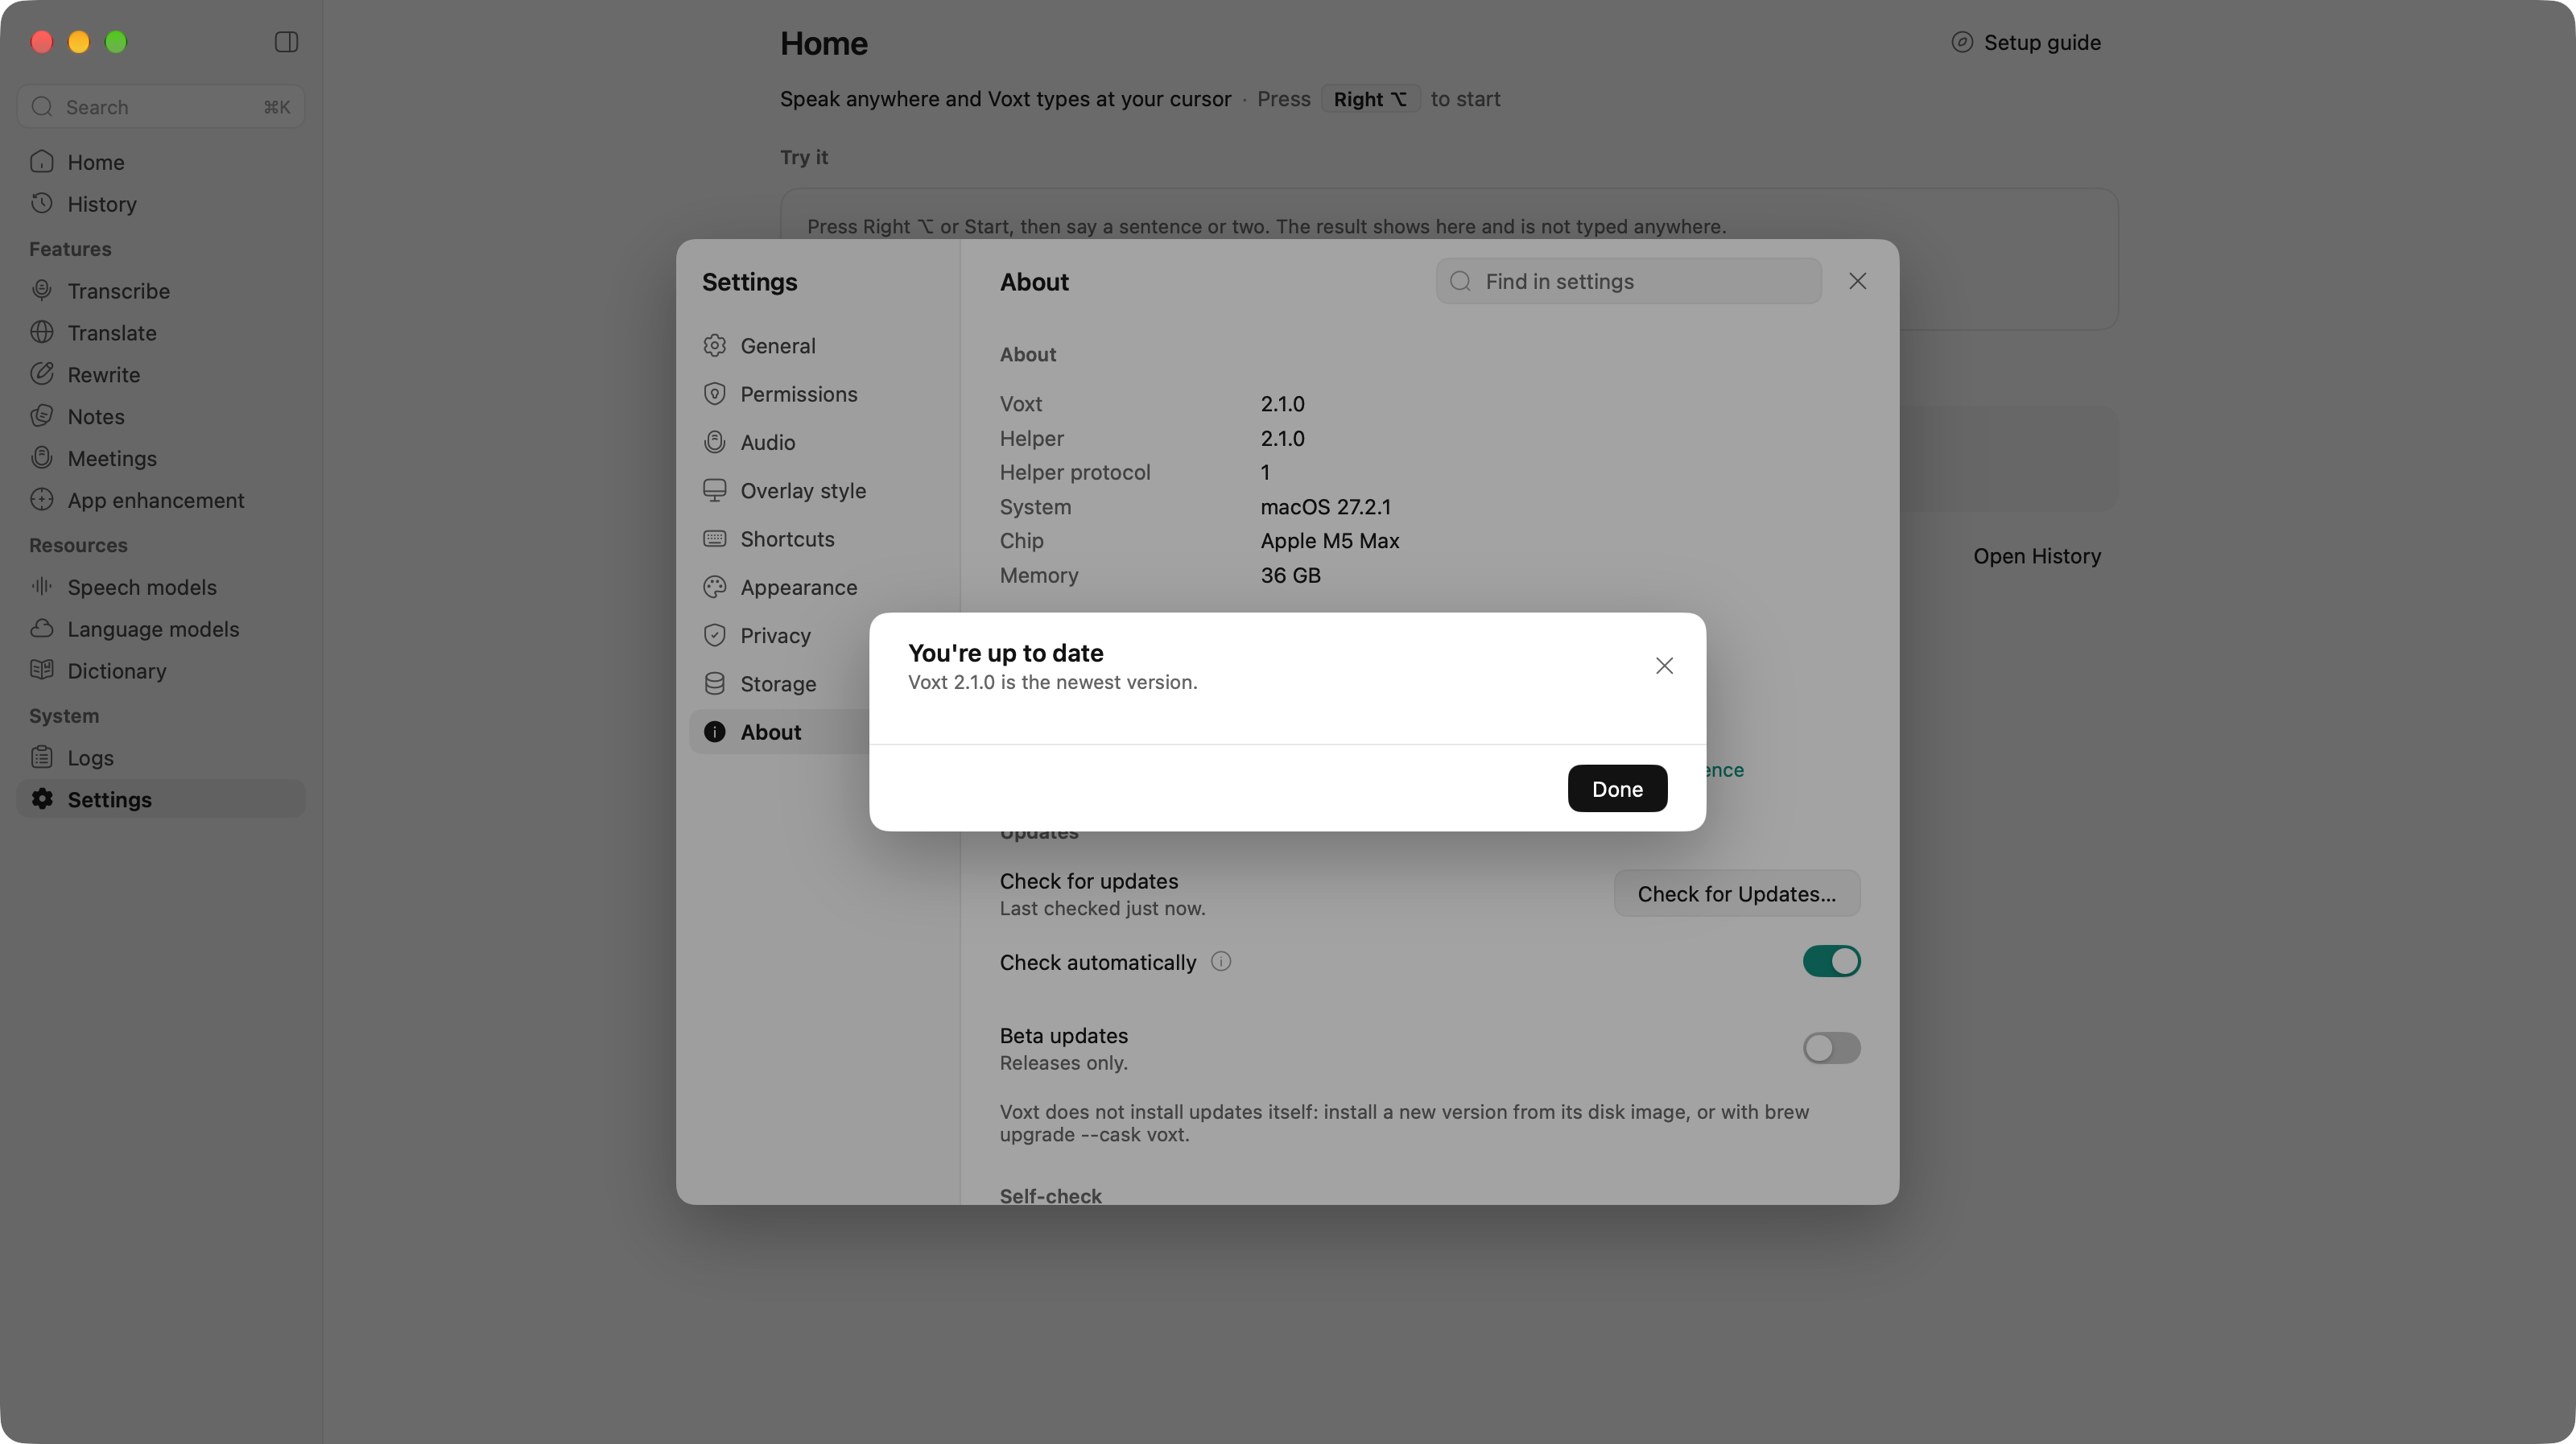 Search
⌘K
Home
History
Features
Transcribe
Translate
Rewrite
Notes
Meetings
App enhancement
Resources
Speech models
Language models
Dictionary
System
Logs
Settings
Home
Setup guide
Speak anywhere and Voxt types at your cursor · Press Right ⌥ to start
Try it
Press Right ⌥ or Start, then say a sentence or two. The result shows here and is not typed anywhere.
Open History
Settings
General
Permissions
Audio
Overlay style
Shortcuts
Appearance
Privacy
Storage
About
About
Find in settings
About
Voxt 2.1.0
Helper 2.1.0
Helper protocol 1
System macOS 27.2.1
Chip Apple M5 Max
Memory 36 GB
You're up to date
Voxt 2.1.0 is the newest version.
Done
Updates
Check for updates
Last checked just now.
Check for Updates...
Check automatically
Beta updates
Releases only.
Voxt does not install updates itself: install a new version from its disk image, or with brew
upgrade --cask voxt.
Self-check